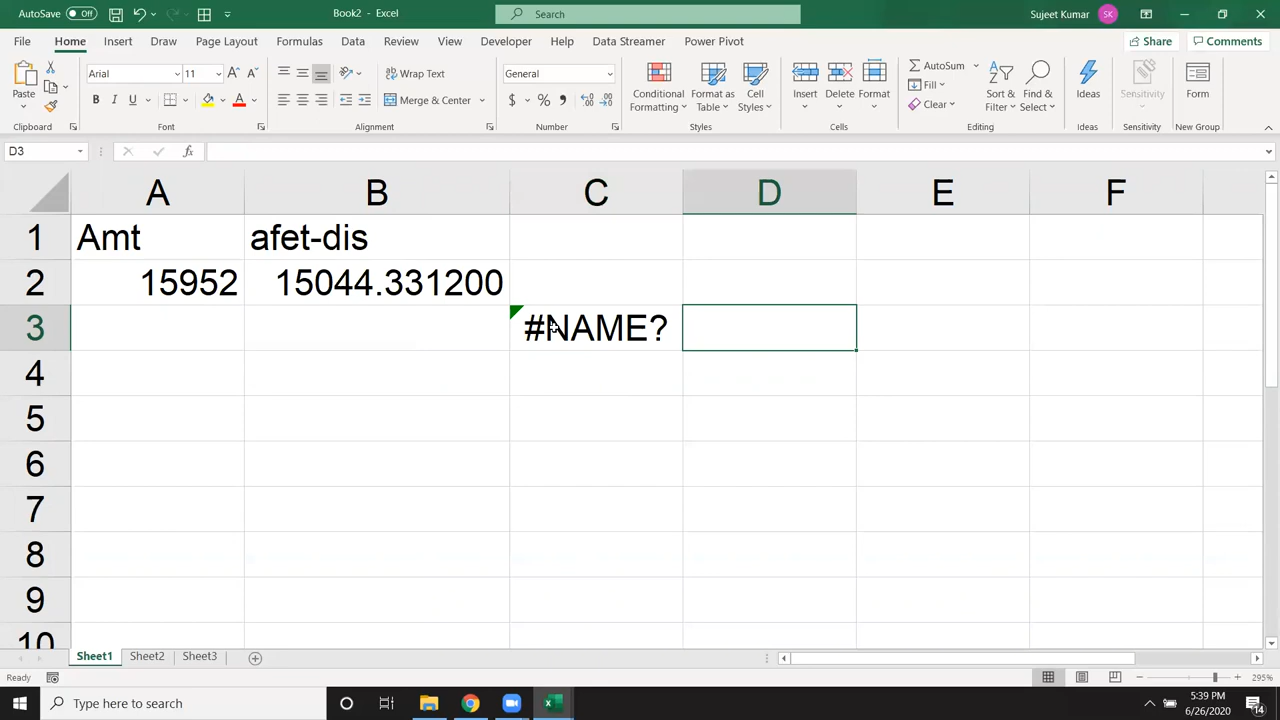 AutoSave Off Book2 - Excel Search Sujeet Kumar SK
File Home Insert Draw Page Layout Formulas Data Review View Developer Help Data Streamer Power Pivot Share Comments
Paste Arial 11 A A Wrap Text General Conditional Formatting Format as Table Cell Styles Insert Delete Format AutoSum Sort & Filter Find & Select Ideas Sensitivity Form
B I U A Merge & Center $ % , Fill
Clear
Clipboard Font Alignment Number Styles Cells Editing Ideas Sensitivity New Group
D3 fx
A B C D E F
1 Amt afet-dis
2 15952 15044.331200
3 #NAME?
4
5
6
7
8
9
10
Sheet1 Sheet2 Sheet3
Ready 295%
Type here to search 5:39 PM
6/26/2020